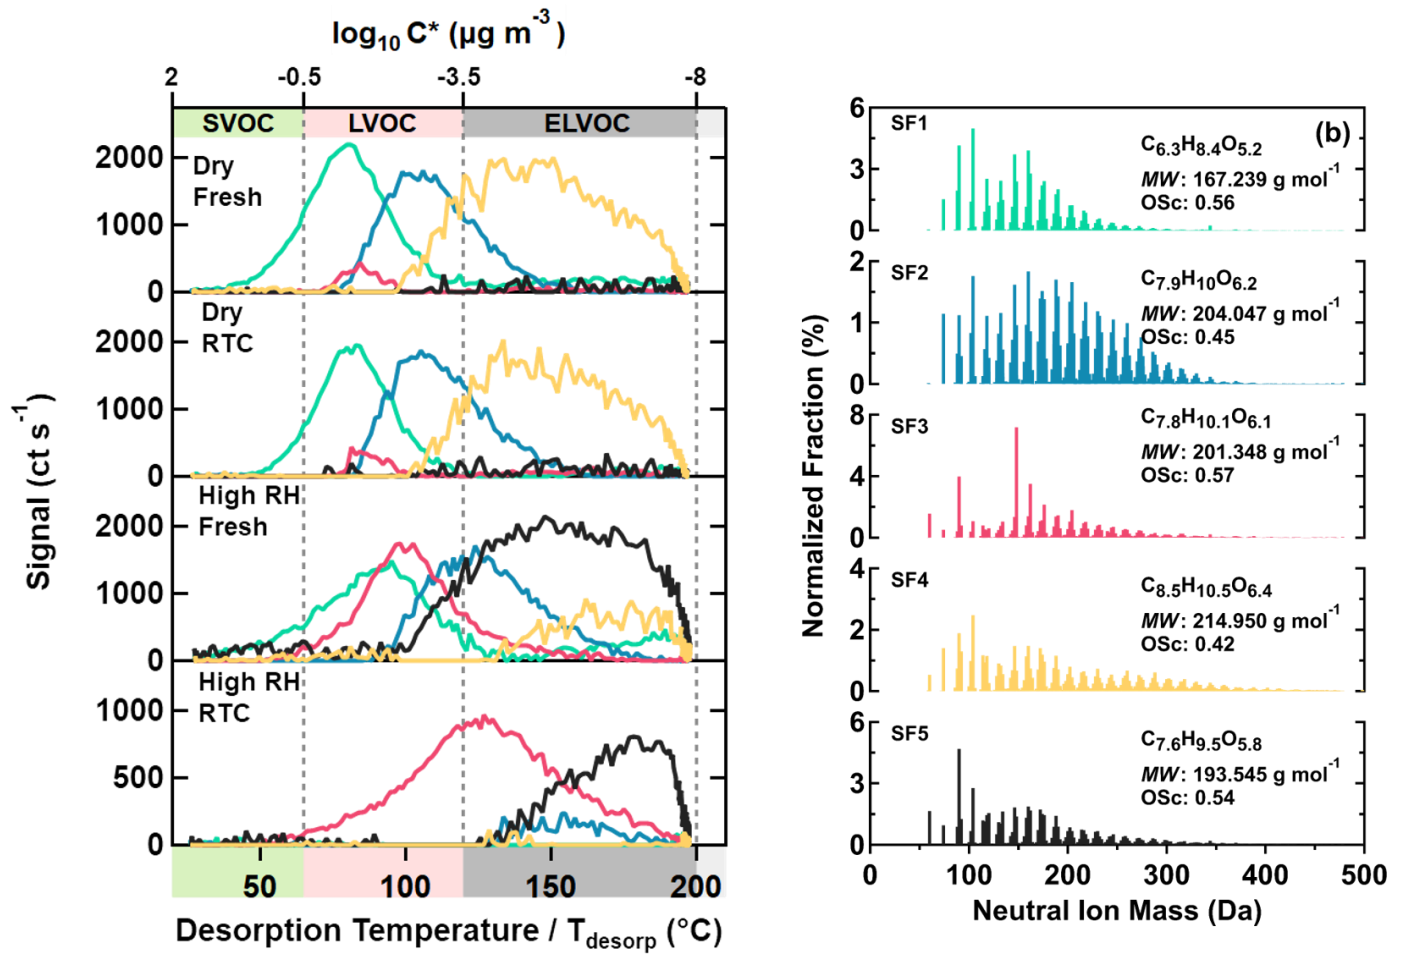 log10 C* (µg m-3)
2 -0.5 -3.5 -8
SVOC LVOC ELVOC
Dry
Fresh
2000
1000
0
Dry
RTC
2000
1000
0
High RH
Fresh
2000
1000
0
High RH
RTC
1000
500
0
50 100 150 200
Desorption Temperature / Tdesorp (°C)
Signal (ct s-1)
(b)
SF1
C6.3H8.4O5.2
MW: 167.239 g mol-1
OSc: 0.56
6
3
0
SF2
C7.9H10O6.2
MW: 204.047 g mol-1
OSc: 0.45
2
1
0
SF3
C7.8H10.1O6.1
MW: 201.348 g mol-1
OSc: 0.57
8
4
0
SF4
C8.5H10.5O6.4
MW: 214.950 g mol-1
OSc: 0.42
4
2
0
SF5
C7.6H9.5O5.8
MW: 193.545 g mol-1
OSc: 0.54
6
3
0
0 100 200 300 400 500
Neutral Ion Mass (Da)
Normalized Fraction (%)